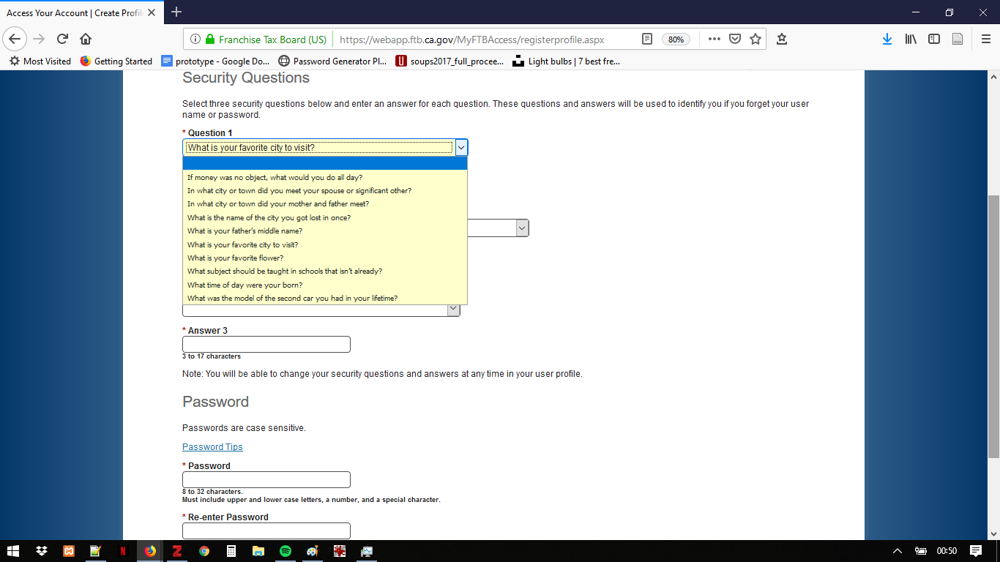 Access Your Account | Create Profil
Franchise Tax Board (US)
https://webapp.ftb.ca.gov/MyFTBAccess/registerprofile.aspx
80%
Most Visited
Getting Started
prototype - Google Do...
Password Generator Pl...
soups2017_full_procee...
Light bulbs | 7 best fre...
Security Questions
Select three security questions below and enter an answer for each question. These questions and answers will be used to identify you if you forget your user
name or password.
* Question 1
What is your favorite city to visit?
If money was no object, what would you do all day?
In what city or town did you meet your spouse or significant other?
In what city or town did your mother and father meet?
What is the name of the city you got lost in once?
What is your father's middle name?
What is your favorite city to visit?
What is your favorite flower?
What subject should be taught in schools that isn't already?
What time of day were your born?
What was the model of the second car you had in your lifetime?
* Answer 3
3 to 17 characters
Note: You will be able to change your security questions and answers at any time in your user profile.
Password
Passwords are case sensitive.
Password Tips
* Password
8 to 32 characters.
Must include upper and lower case letters, a number, and a special character.
* Re-enter Password
00:50